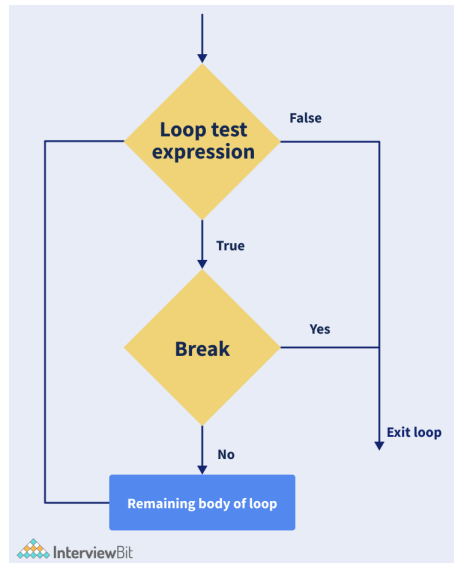 False
Loop test
expression
True
Break
Yes
Exit loop
No
Remaining body of loop
InterviewBit